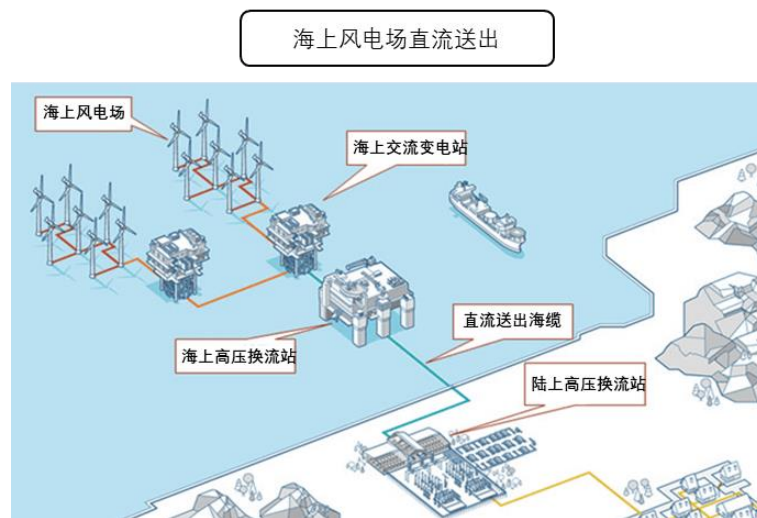 海上风电场直流送出
海上风电场
海上交流变电站
海上高压换流站
直流送出海缆
陆上高压换流站